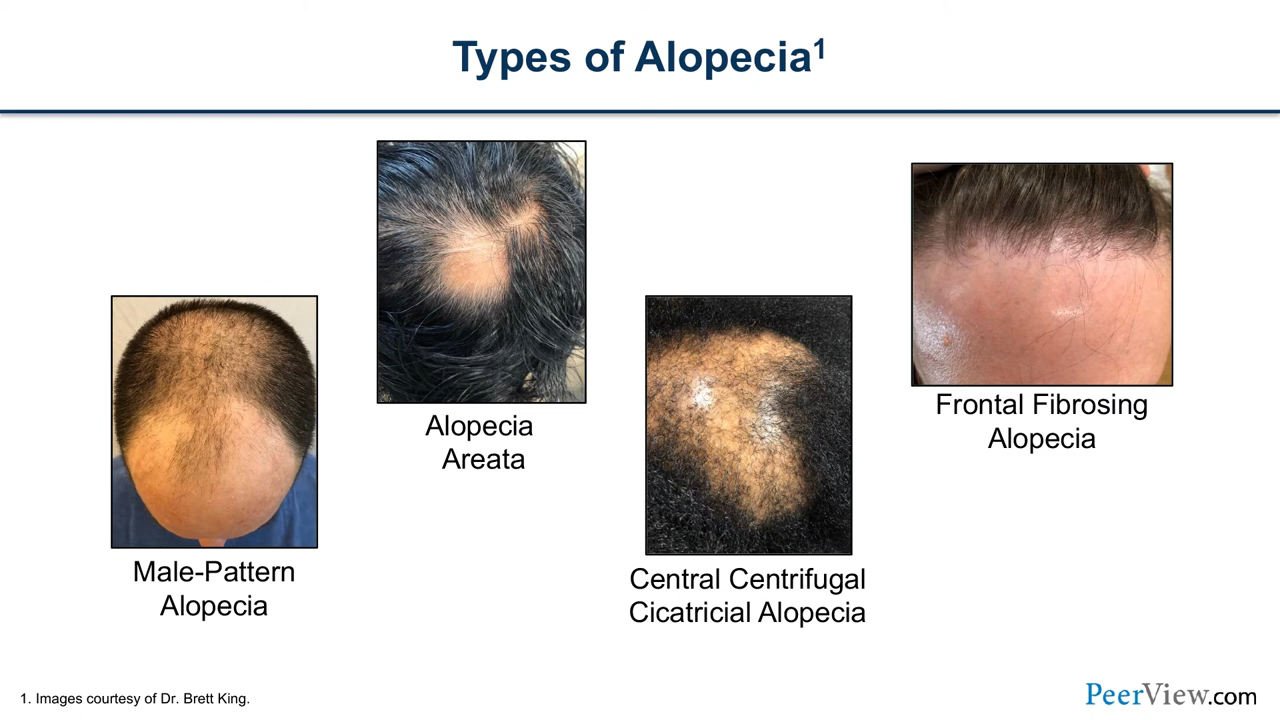 Types of Alopecia¹
Male-Pattern
Alopecia
Alopecia
Areata
Central Centrifugal
Cicatricial Alopecia
Frontal Fibrosing
Alopecia
1. Images courtesy of Dr. Brett King.
PeerView.com